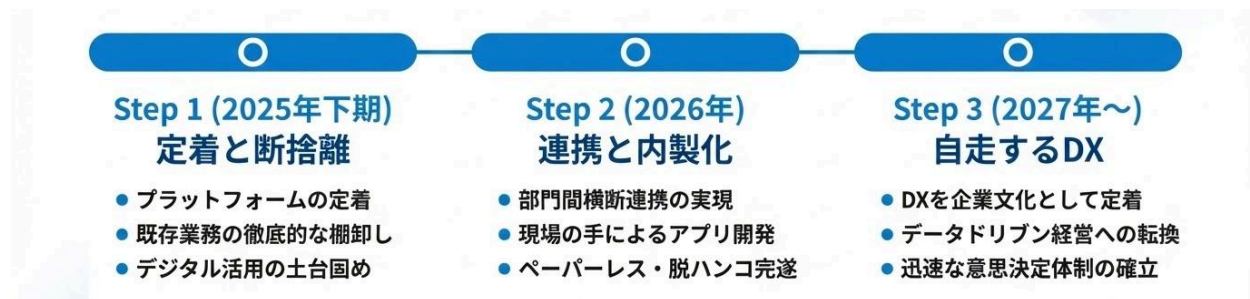 Step 1 (2025年下期)
定着と断捨離
● プラットフォームの定着
● 既存業務の徹底的な棚卸し
● デジタル活用の土台固め
Step 2 (2026年)
連携と内製化
● 部門間横断連携の実現
● 現場の手によるアプリ開発
● ペーパーレス・脱ハンコ完遂
Step 3 (2027年～)
自走するDX
● DXを企業文化として定着
● データドリブン経営への転換
● 迅速な意思決定体制の確立